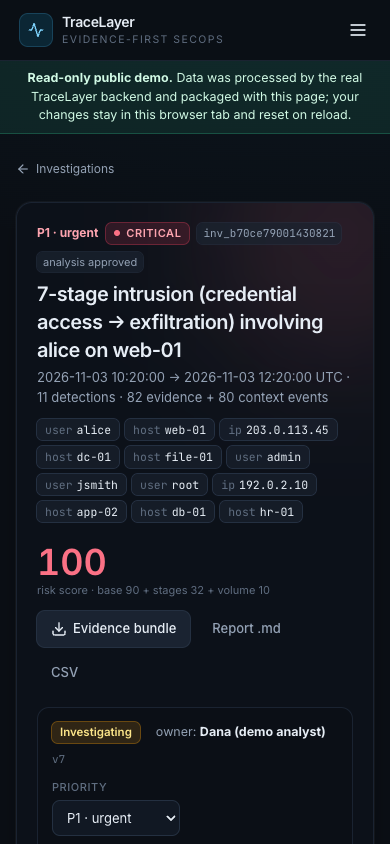 TraceLayer
EVIDENCE-FIRST SECOPS
Read-only public demo. Data was processed by the real
TraceLayer backend and packaged with this page; your
changes stay in this browser tab and reset on reload.
← Investigations
P1 · urgent CRITICAL inv_b70ce79001430821
analysis approved
7-stage intrusion (credential
access → exfiltration) involving
alice on web-01
2026-11-03 10:20:00 → 2026-11-03 12:20:00 UTC ·
11 detections · 82 evidence + 80 context events
user alice host web-01 ip 203.0.113.45
host dc-01 host file-01 user admin
user jsmith user root ip 192.0.2.10
host app-02 host db-01 host hr-01
100
risk score · base 90 + stages 32 + volume 10
Evidence bundle Report .md
CSV
Investigating owner: Dana (demo analyst)
v7
PRIORITY
P1 · urgent